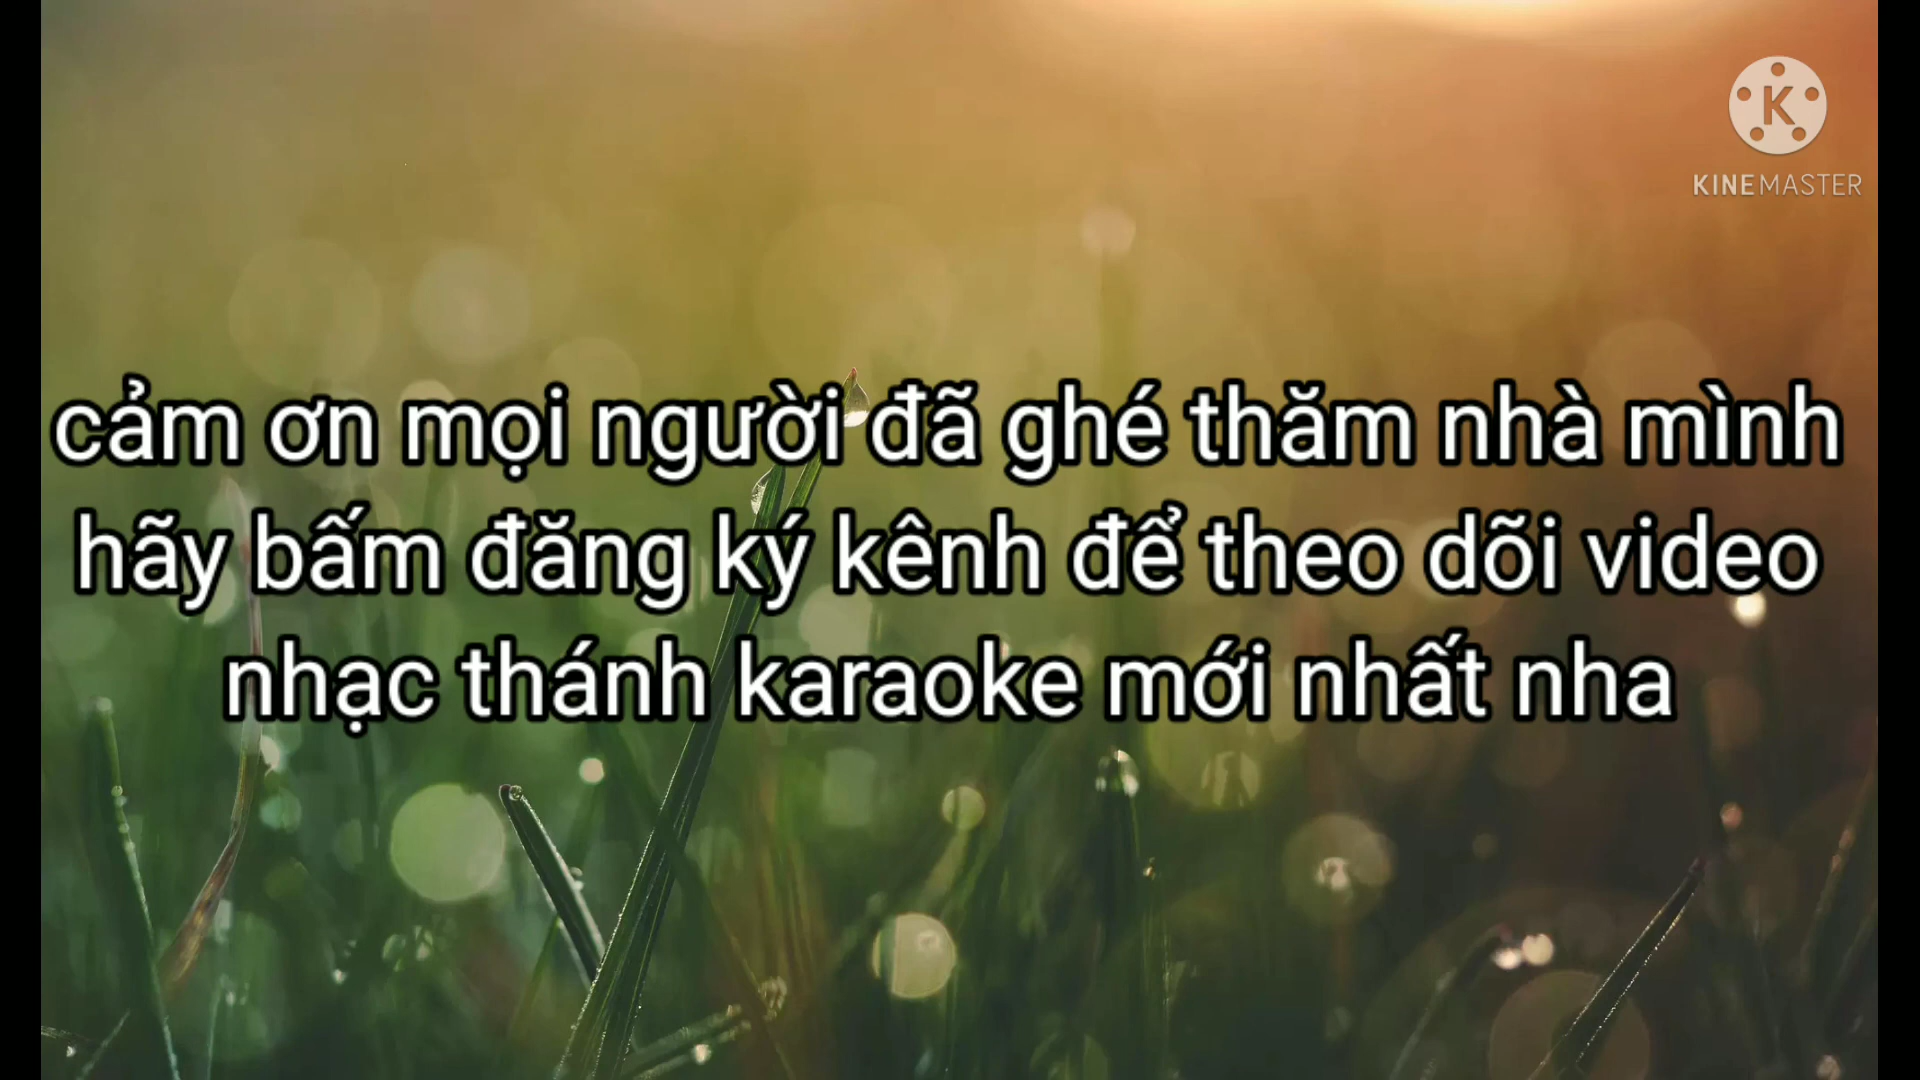 K
KINEMASTER
cảm ơn mọi người đã ghé thăm nhà mình
hãy bấm đăng ký kênh để theo dõi video
nhạc thánh karaoke mới nhất nha